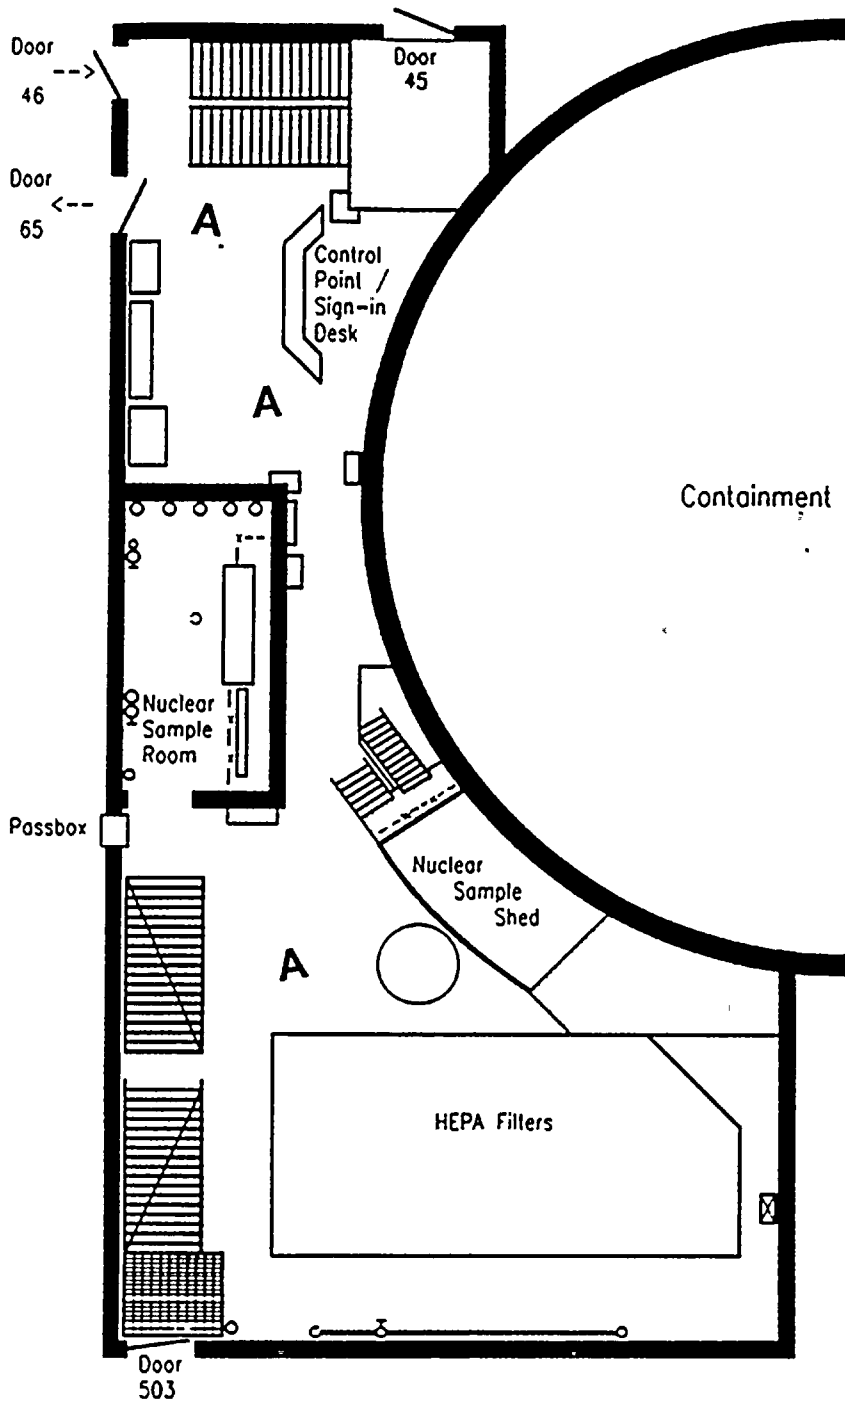 Door
45
Door
46
Door
65
A
Control
Point /
Sign-in
Desk
A
Containment
Nuclear
Sample
Room
Passbox
Nuclear
Sample
Shed
A
HEPA Filters
Door
503